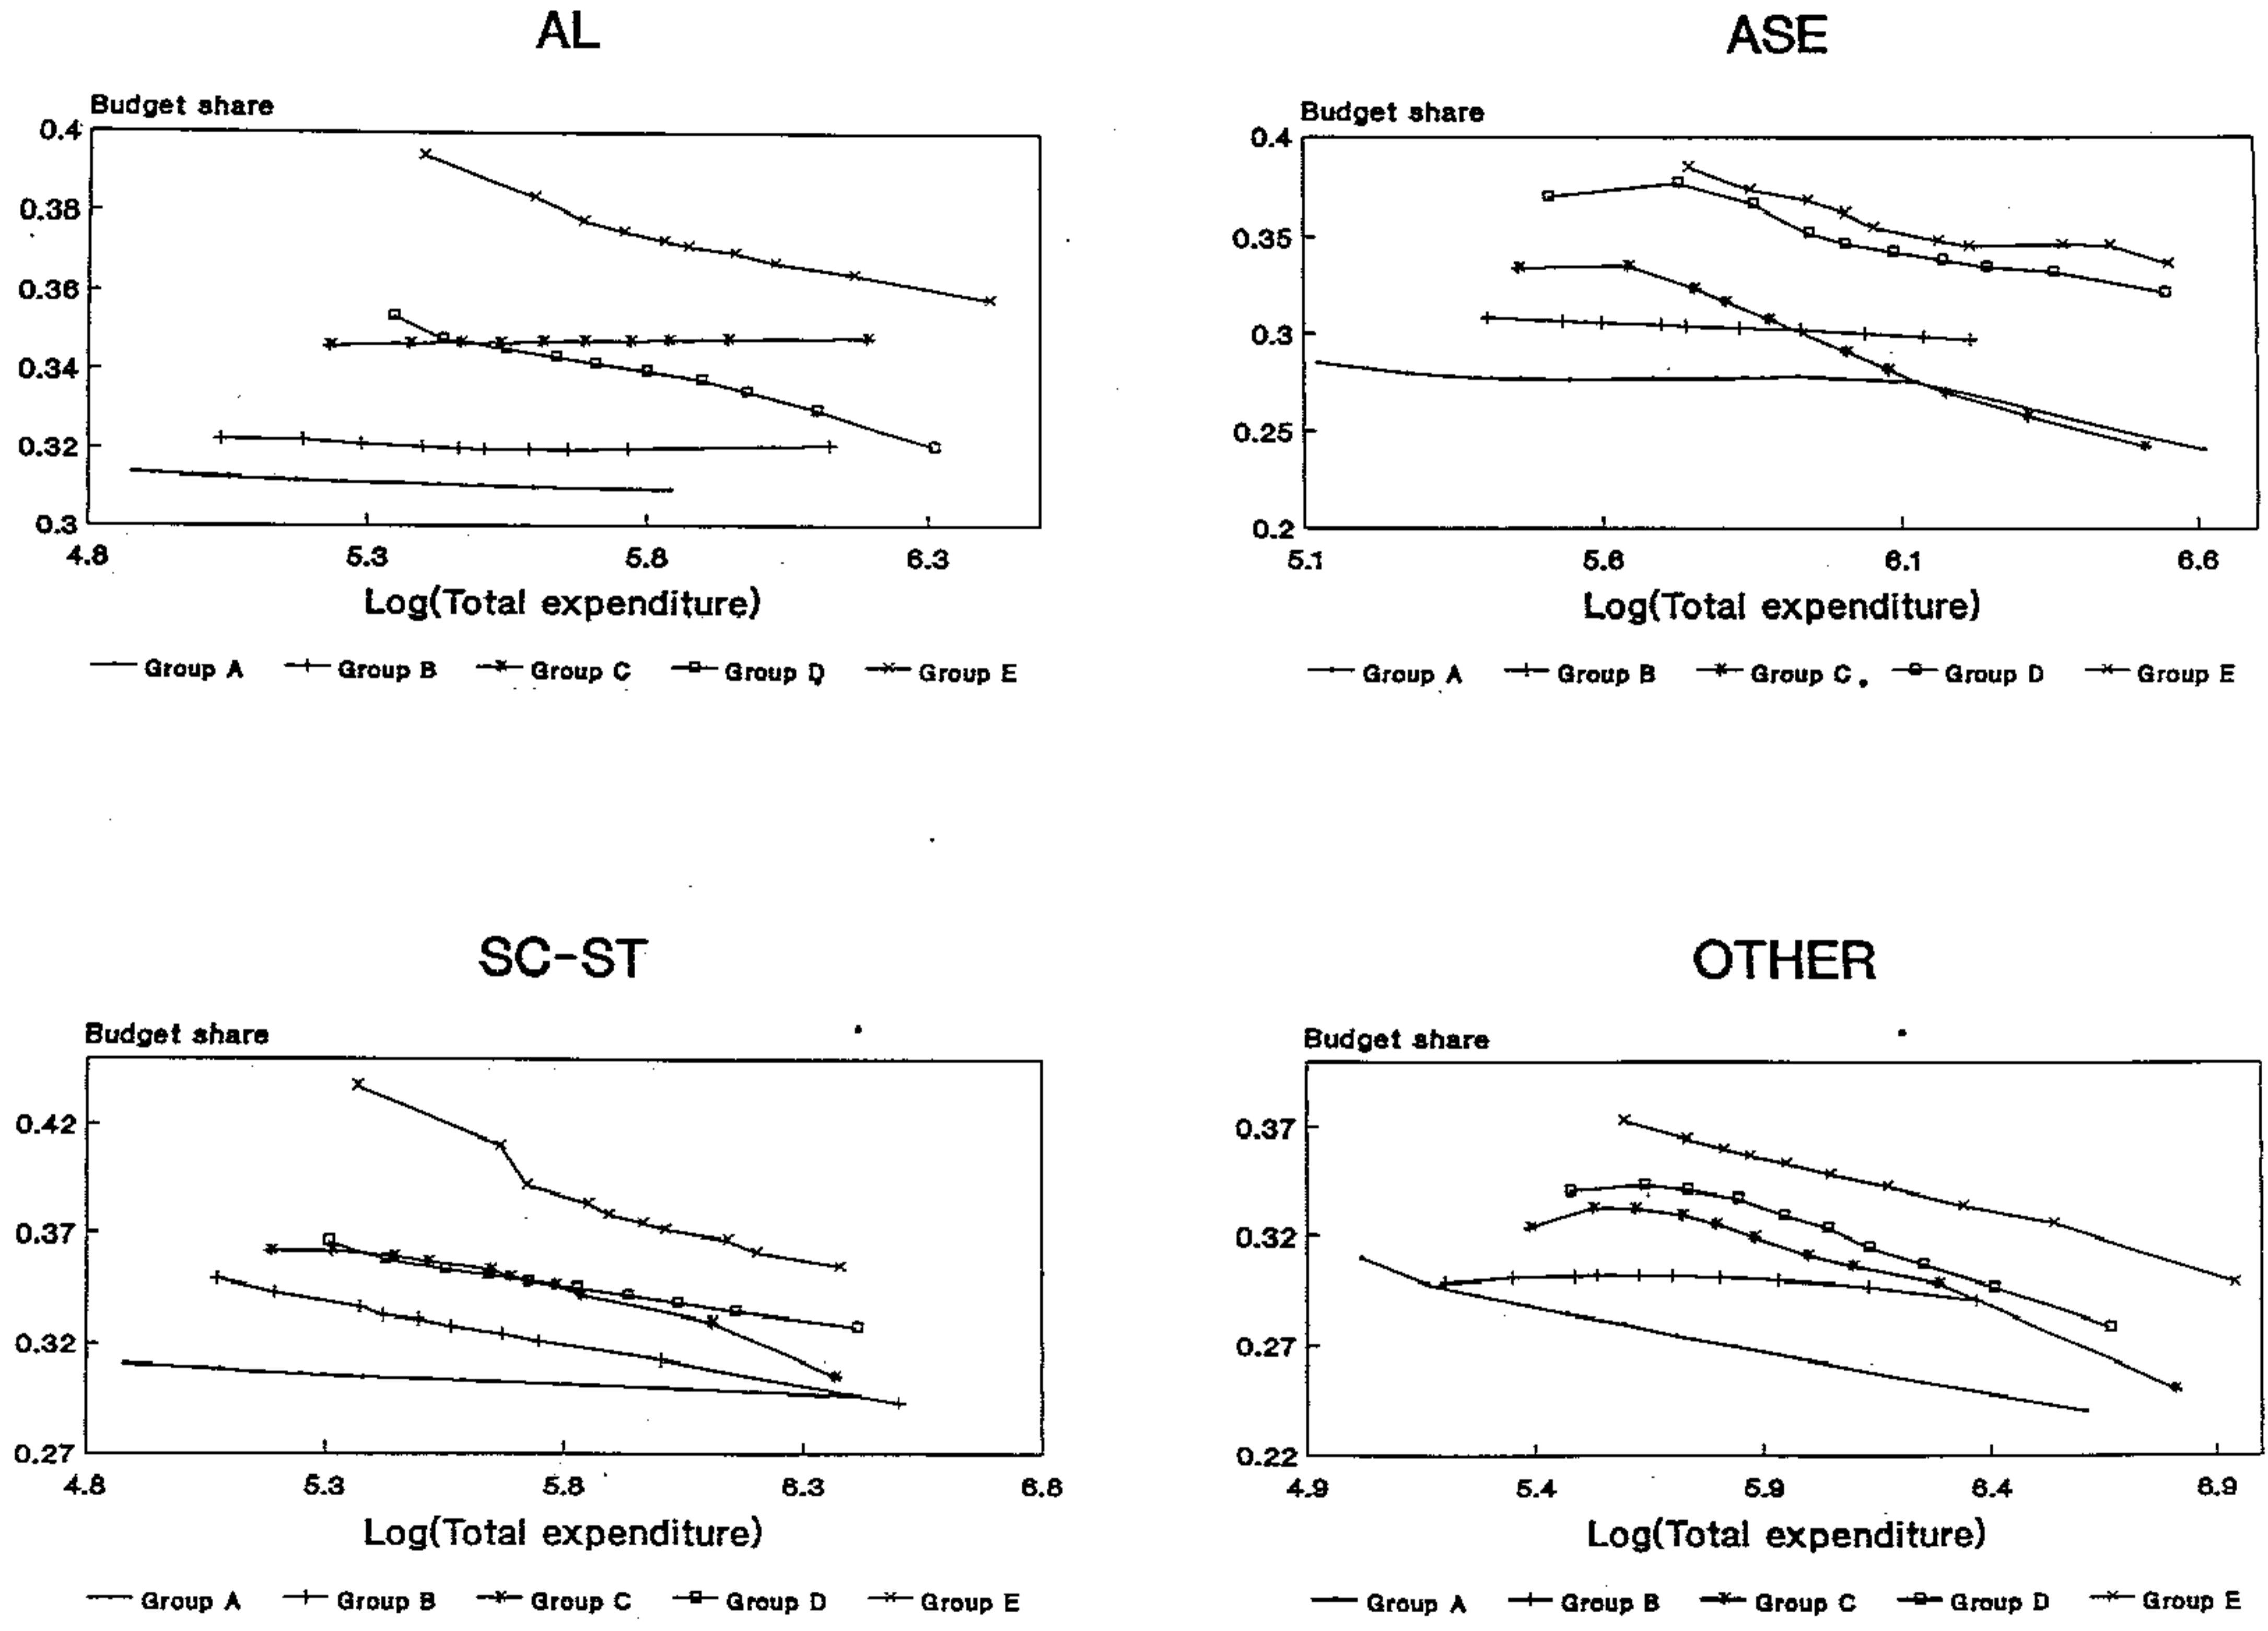 AL
Budget share
0.4
0.38
0.36
0.34
0.32
0.3
4.8 5.3 5.8 6.3
Log(Total expenditure)
Group A Group B Group C Group D Group E
ASE
Budget share
0.4
0.35
0.3
0.25
0.2
5.1 5.6 6.1 6.6
Log(Total expenditure)
Group A Group B Group C Group D Group E
SC-ST
Budget share
0.42
0.37
0.32
0.27
4.8 5.3 5.8 6.3 6.8
Log(Total expenditure)
Group A Group B Group C Group D Group E
OTHER
Budget share
0.37
0.32
0.27
0.22
4.9 5.4 5.9 6.4 6.9
Log(Total expenditure)
Group A Group B Group C Group D Group E